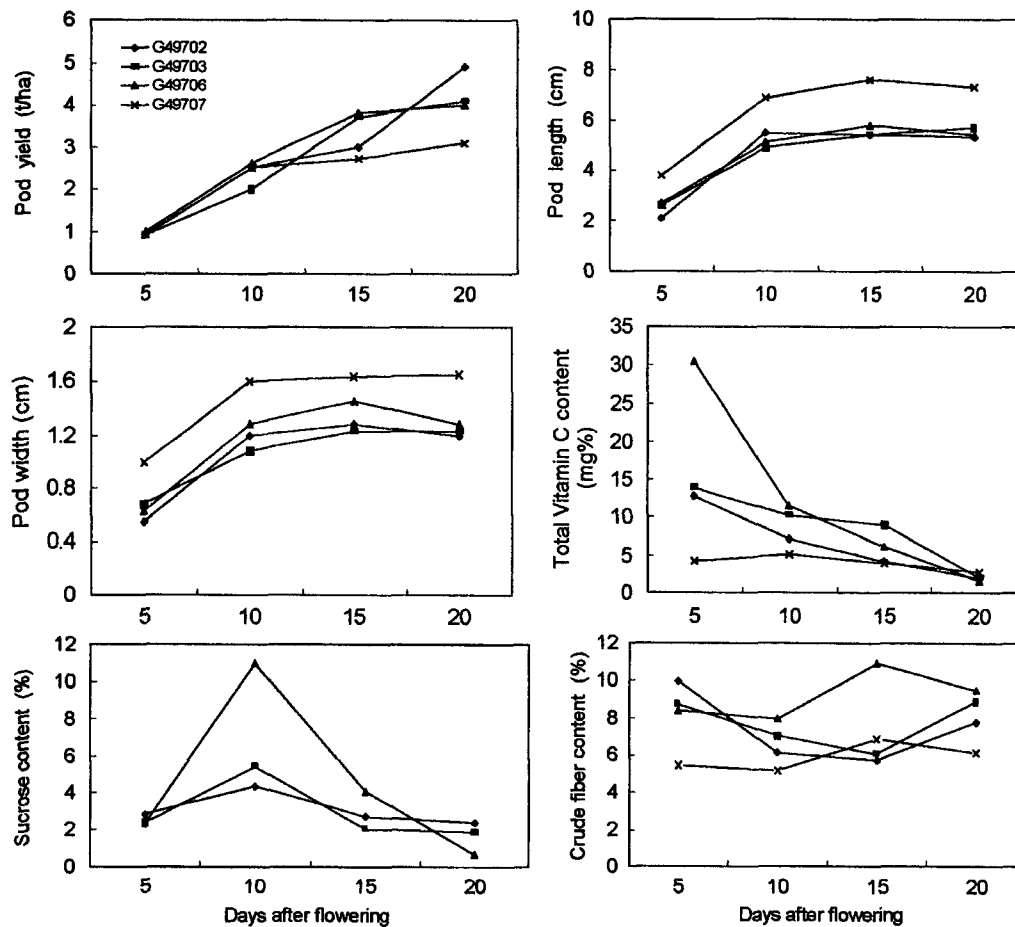 Pod yield (t/ha)
6
5
4
3
2
1
0
G49702
G49703
G49706
G49707
5 10 15 20
Pod length (cm)
10
8
6
4
2
0
5 10 15 20
Pod width (cm)
2
1.6
1.2
0.8
0.4
0
5 10 15 20
Total Vitamin C content
(mg%)
35
30
25
20
15
10
5
0
5 10 15 20
Sucrose content (%)
12
10
8
6
4
2
0
5 10 15 20
Days after flowering
Crude fiber content (%)
12
10
8
6
4
2
0
5 10 15 20
Days after flowering